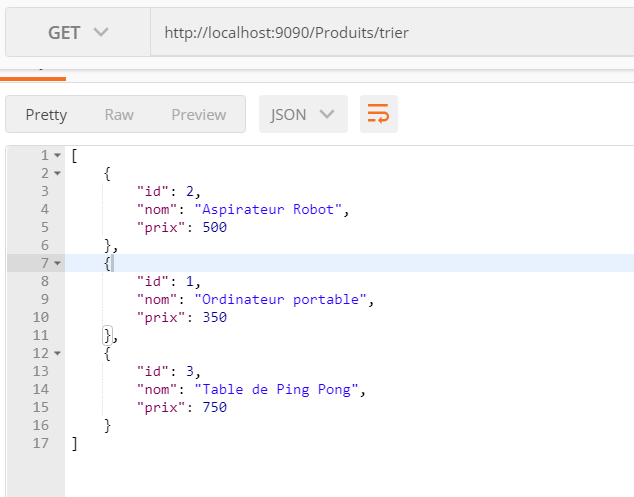 GET http://localhost:9090/Produits/trier
Pretty Raw Preview JSON
1 [
2 {
3 "id": 2,
4 "nom": "Aspirateur Robot",
5 "prix": 500
6 },
7 {
8 "id": 1,
9 "nom": "Ordinateur portable",
10 "prix": 350
11 },
12 {
13 "id": 3,
14 "nom": "Table de Ping Pong",
15 "prix": 750
16 }
17 ]